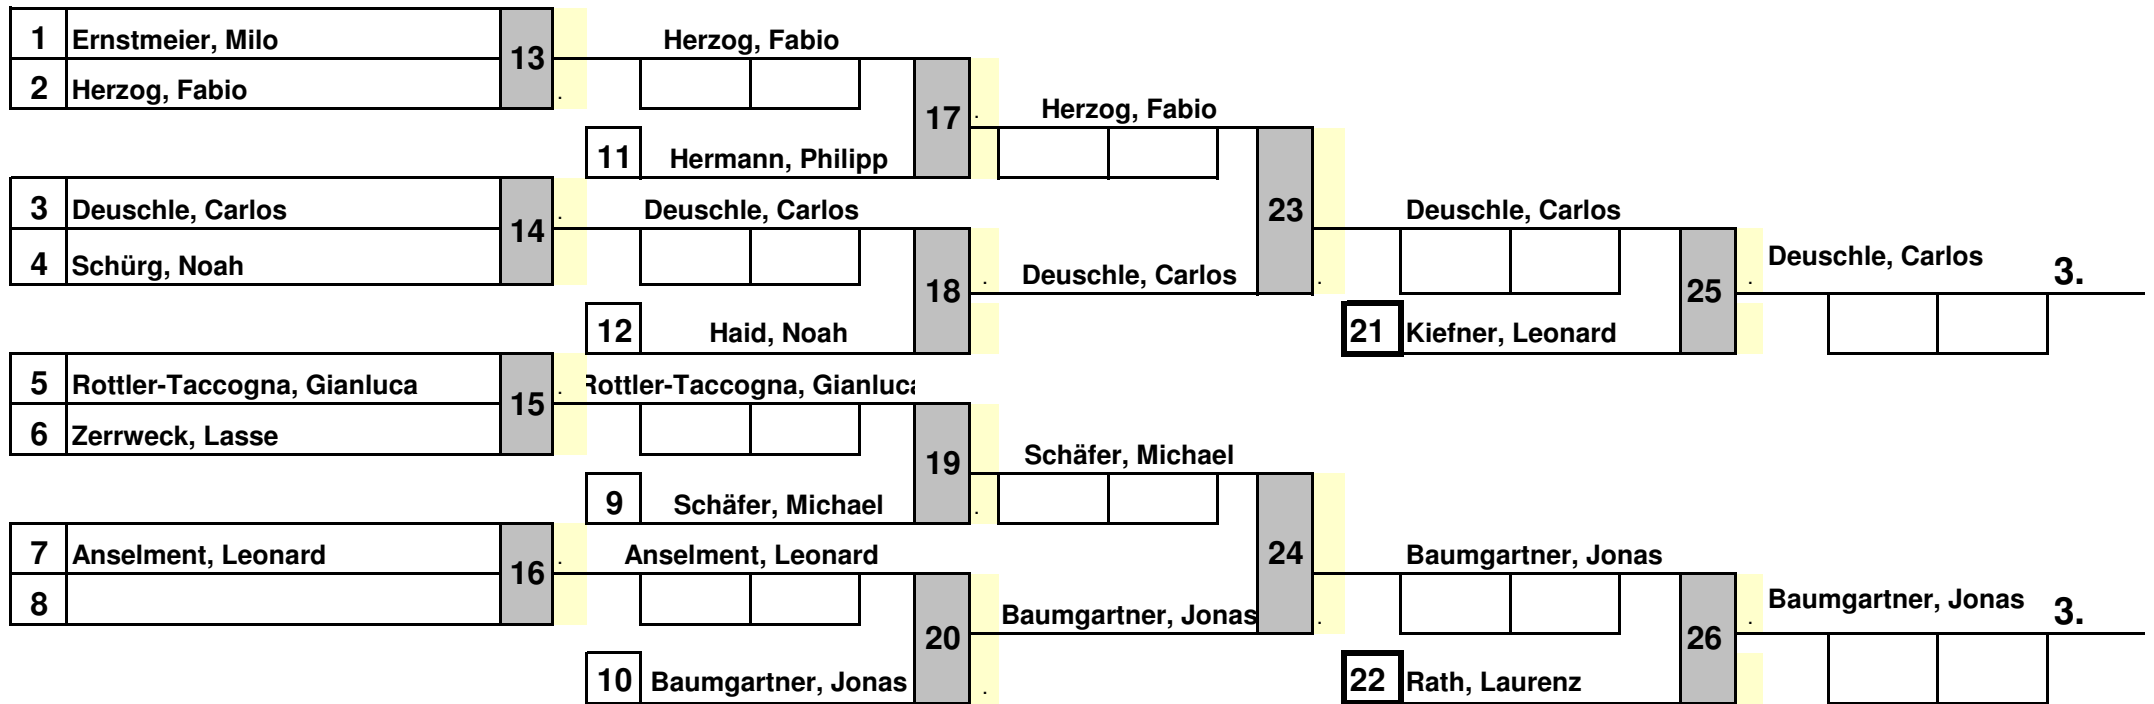 1 Ernstmeier, Milo 13 Herzog, Fabio
2 Herzog, Fabio
17 Herzog, Fabio
11 Hermann, Philipp
3 Deuschle, Carlos 14 Deuschle, Carlos 23 Deuschle, Carlos
4 Schürg, Noah
18 Deuschle, Carlos 25 Deuschle, Carlos 3.
12 Haid, Noah 21 Kiefner, Leonard
5 Rottler-Taccogna, Gianluca 15 Rottler-Taccogna, Gianluca
6 Zerrweck, Lasse
19 Schäfer, Michael
9 Schäfer, Michael
7 Anselment, Leonard 16 Anselment, Leonard 24 Baumgartner, Jonas
8
20 Baumgartner, Jonas 26 Baumgartner, Jonas 3.
10 Baumgartner, Jonas 22 Rath, Laurenz